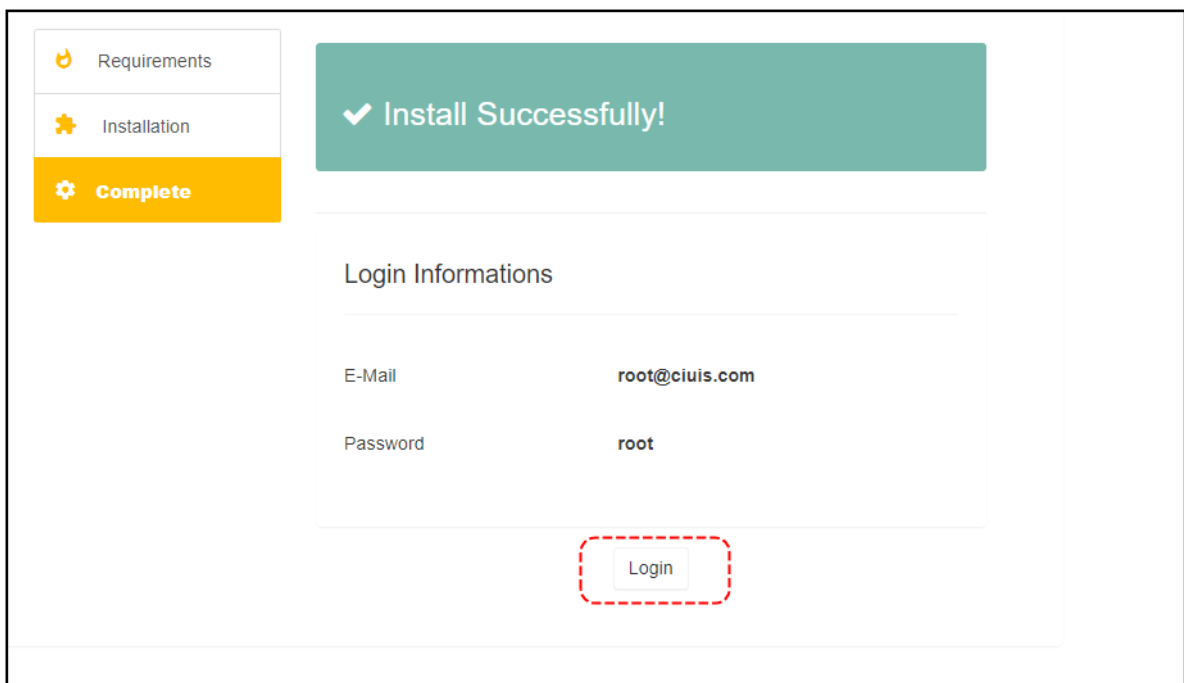 Requirements
Installation
Complete
Install Successfully!
Login Informations
E-Mail root@ciuis.com
Password root
Login